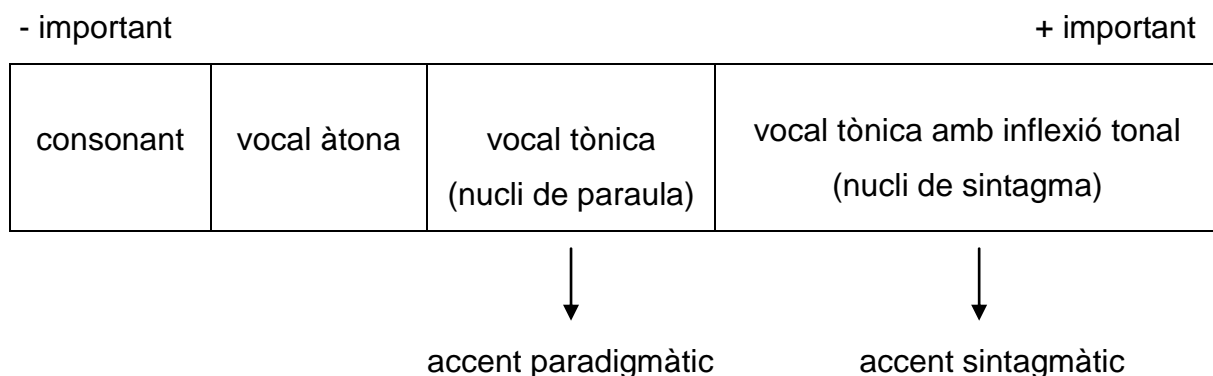 - important + important
consonant vocal àtona vocal tònica vocal tònica amb inflexió tonal
(nucli de paraula) (nucli de sintagma)
accent paradigmàtic accent sintagmàtic